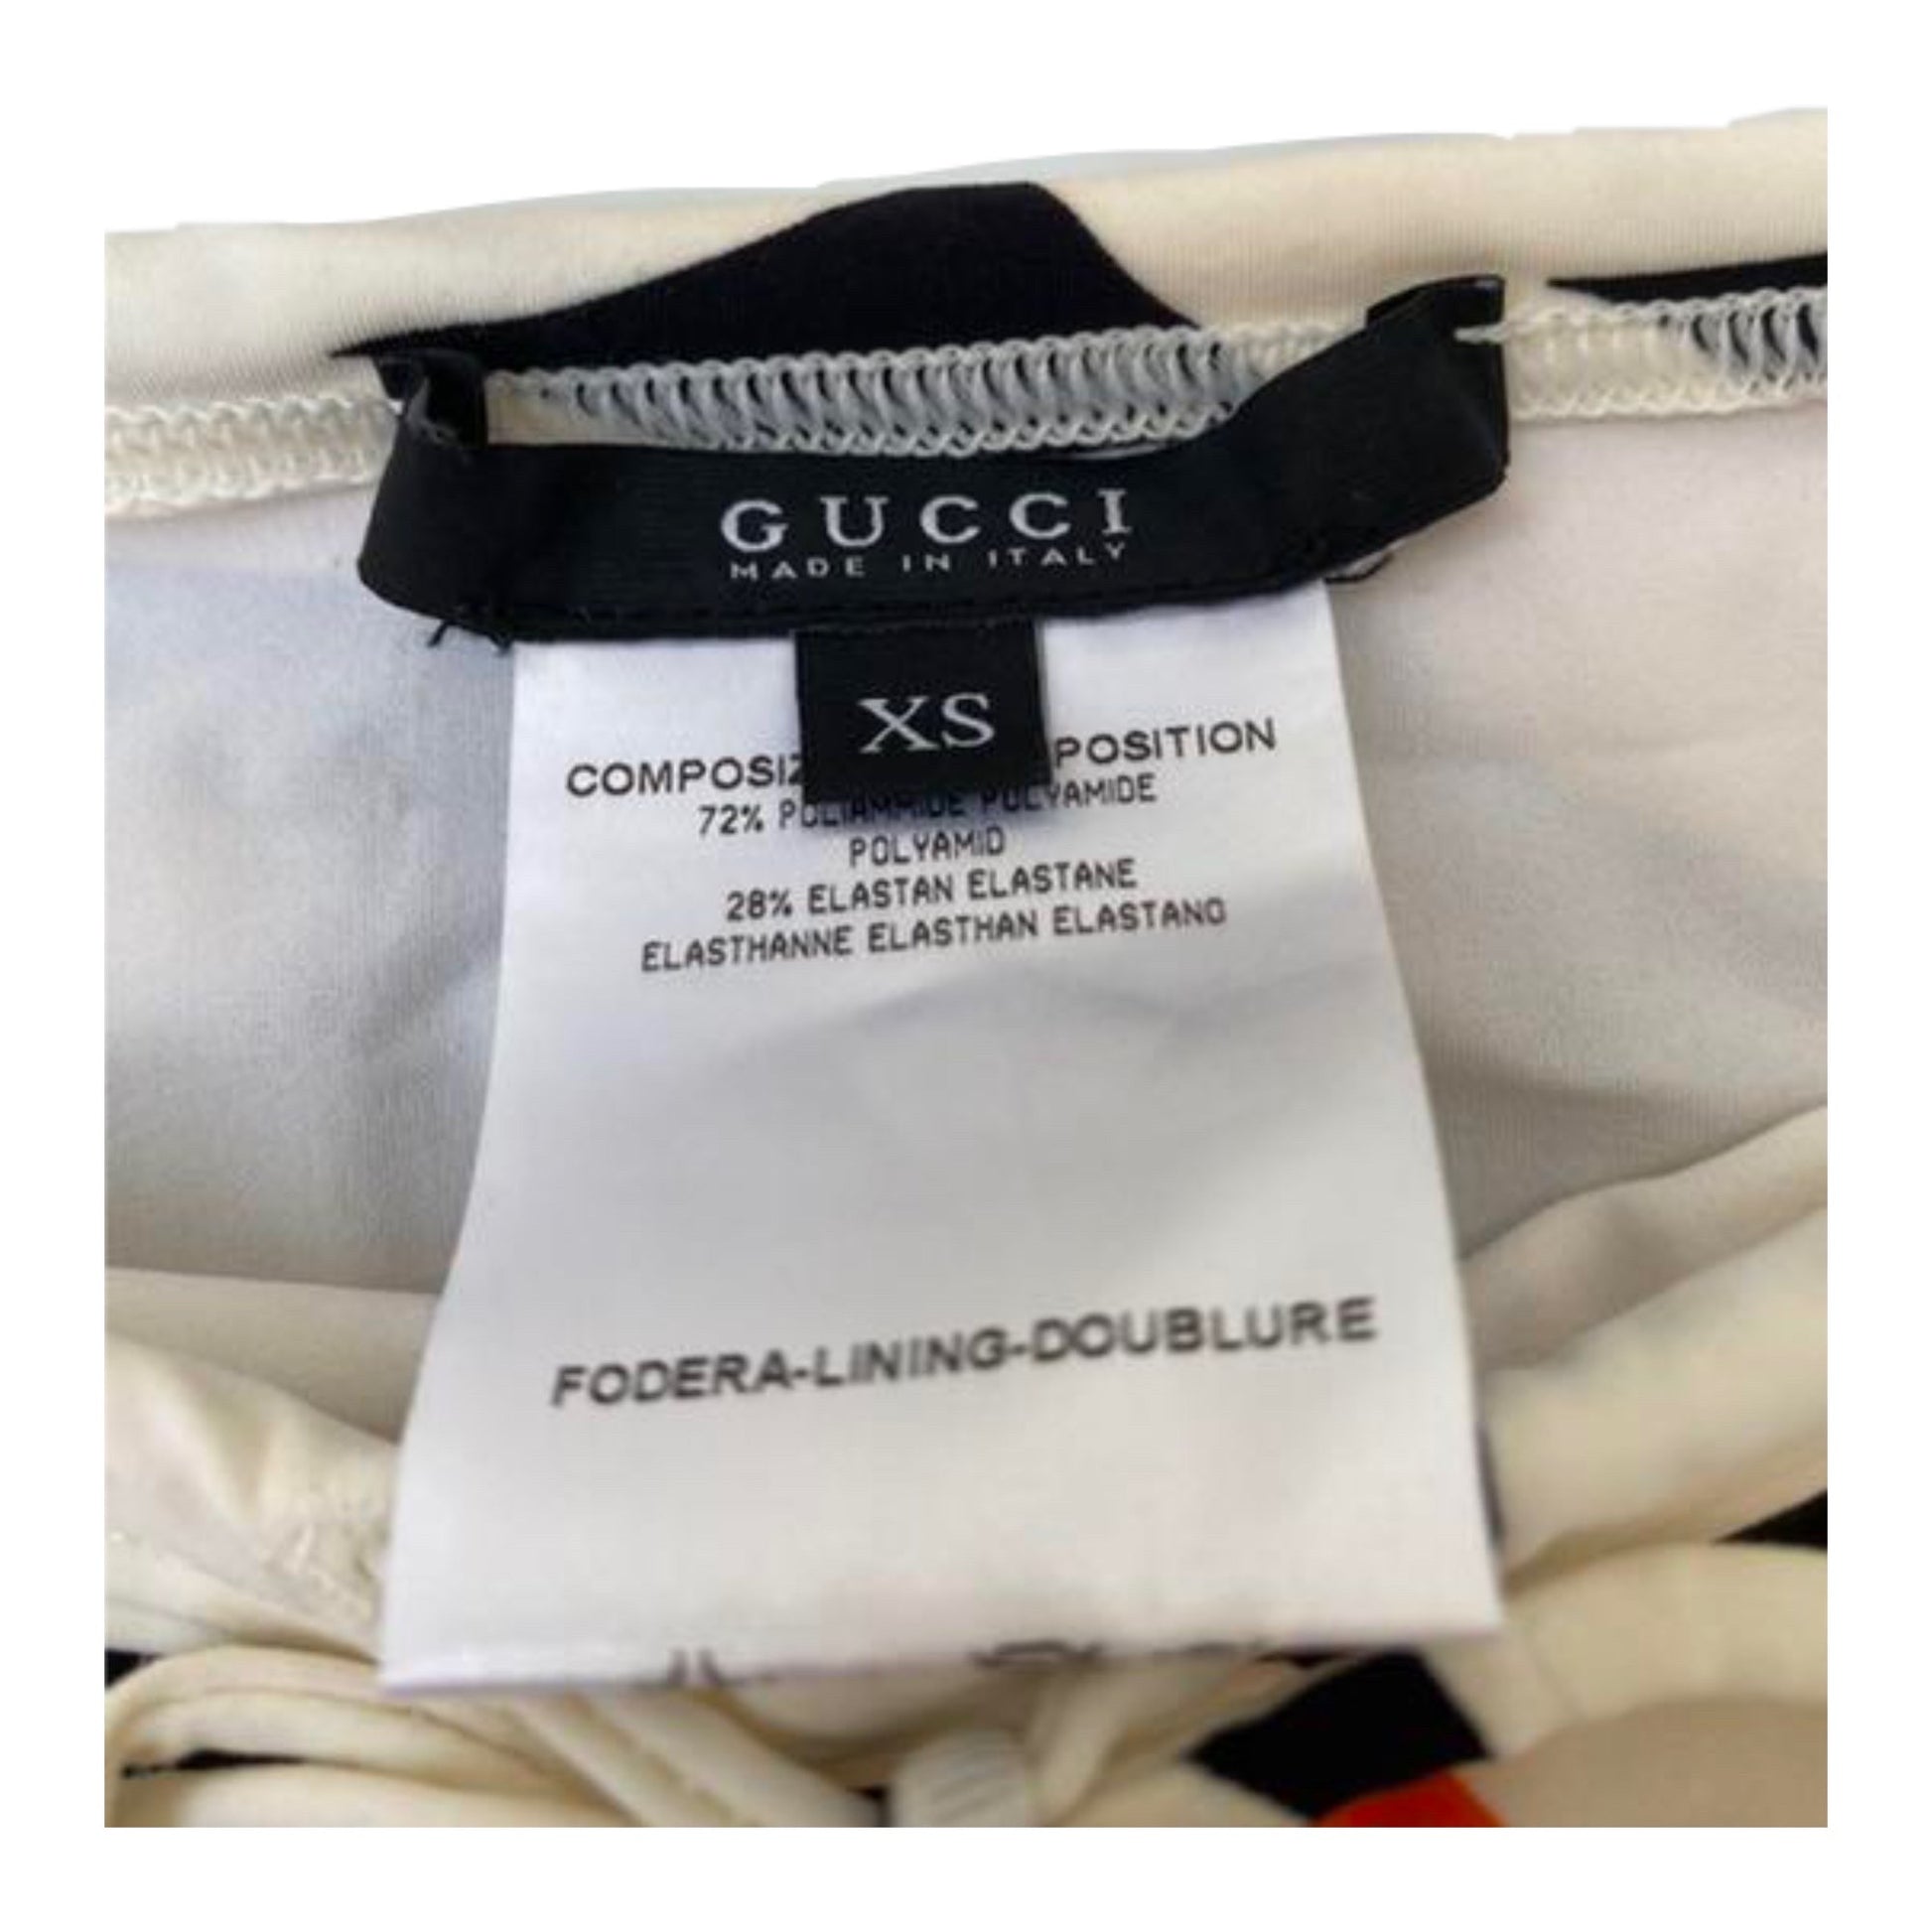 GUCCI
MADE IN ITALY
XS
COMPOSIZ POSITION
72% POLIAMMIDE POLYAMIDE
POLYAMID
28% ELASTAN ELASTANE
ELASTHANNE ELASTHAN ELASTANO
FODERA-LINING-DOUBLURE